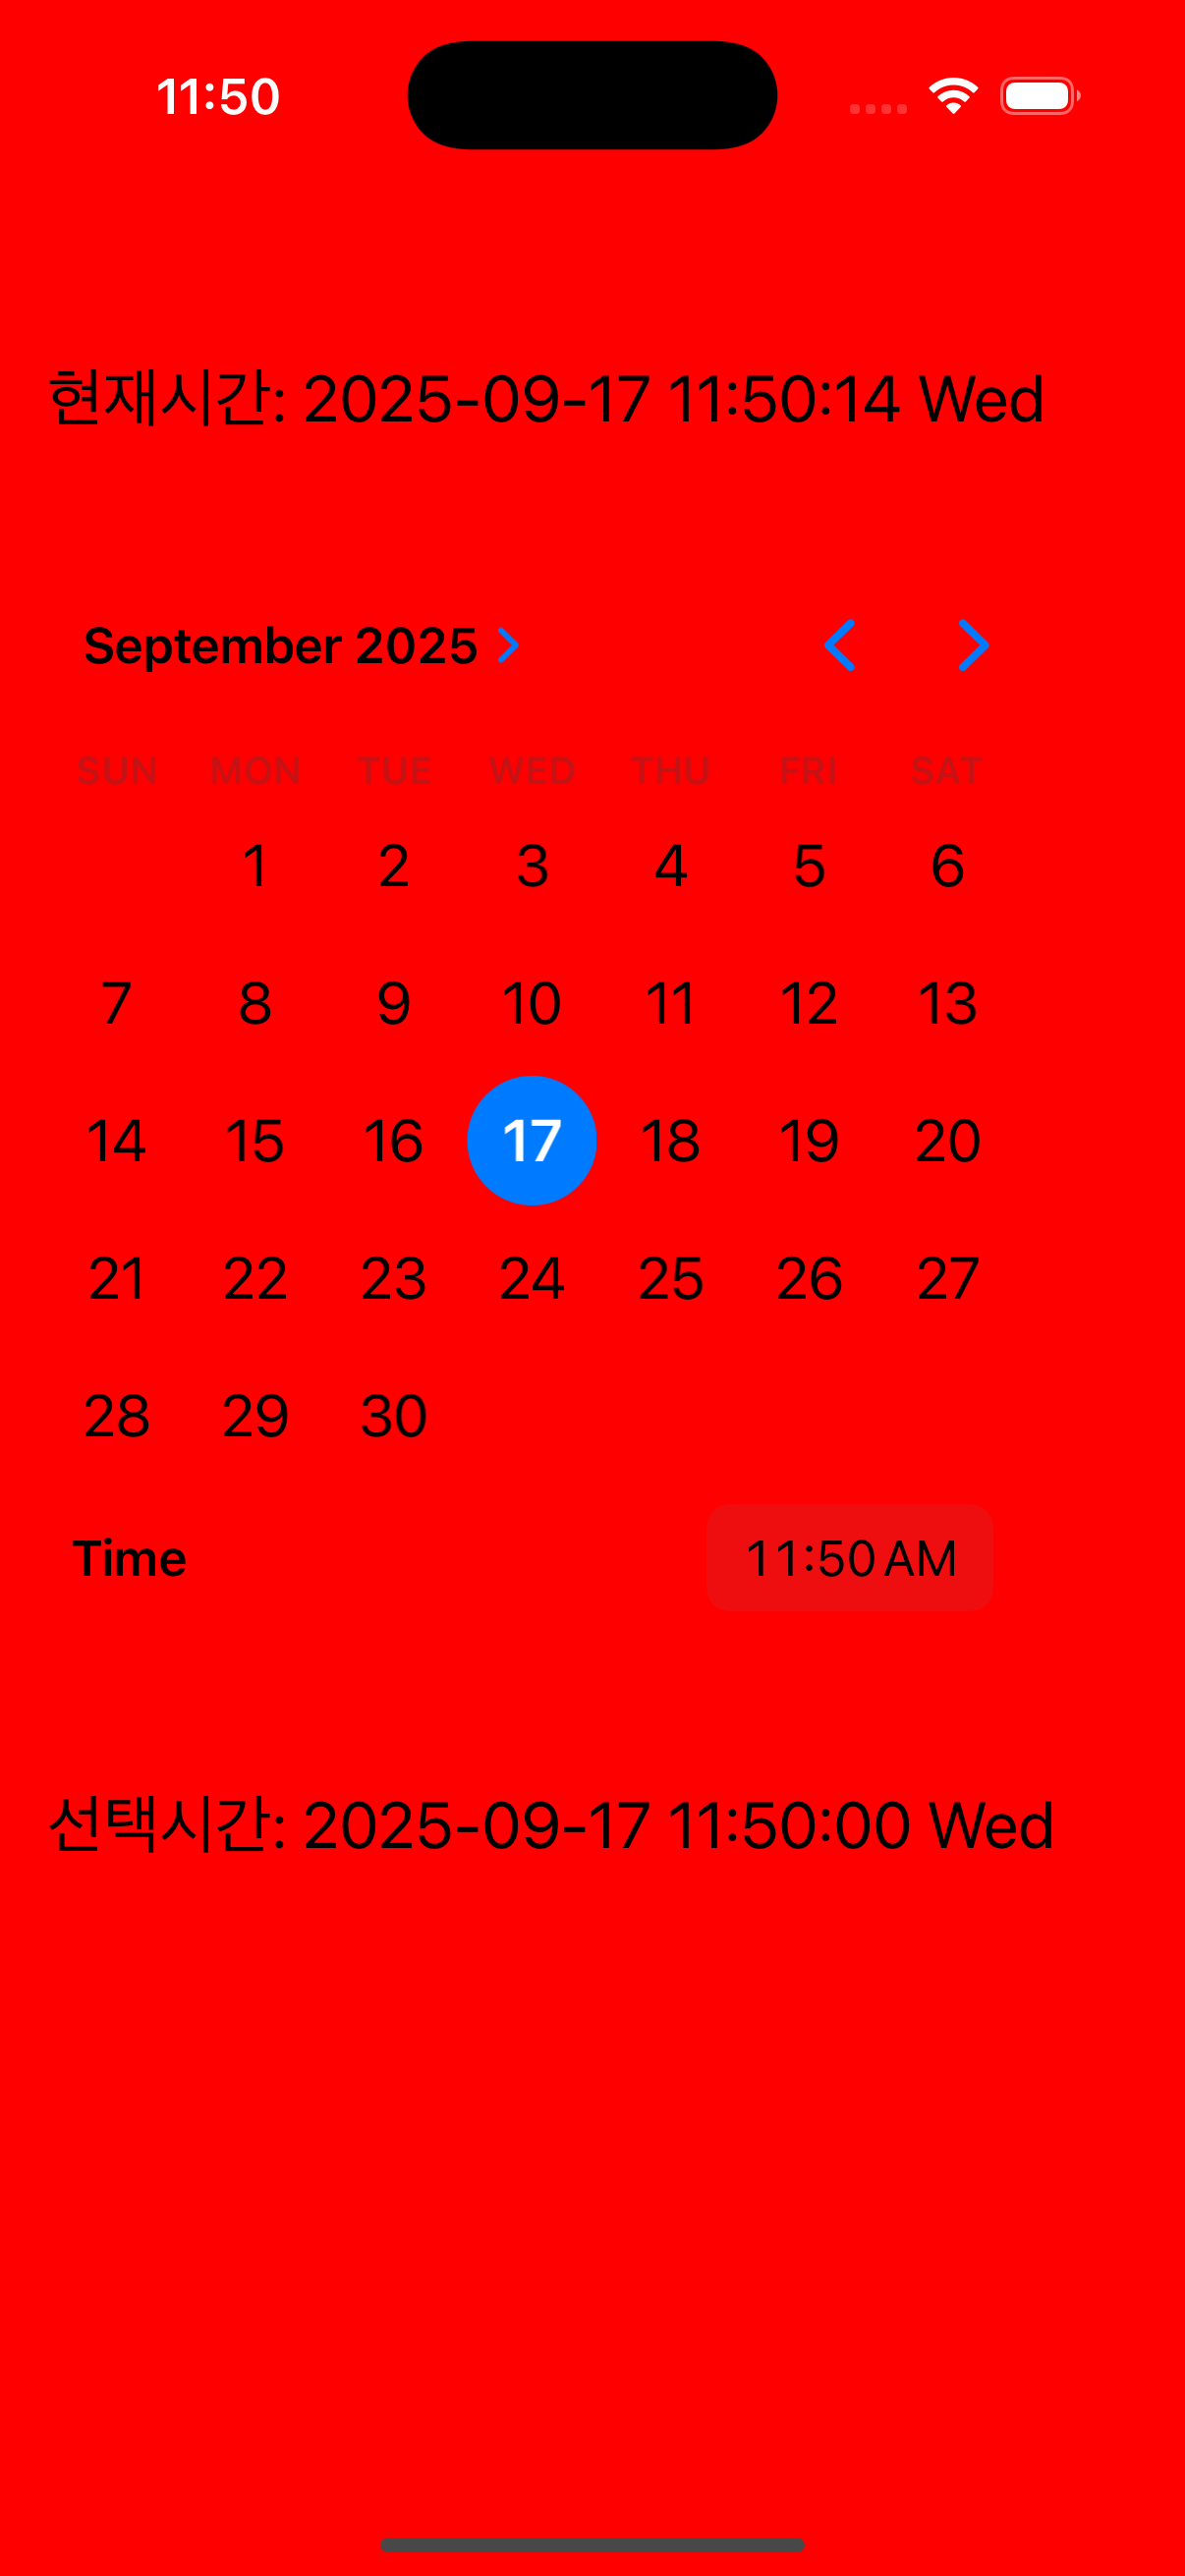 11:50
현재시간: 2025-09-17 11:50:14 Wed
September 2025
SUN MON TUE WED THU FRI SAT
1 2 3 4 5 6
7 8 9 10 11 12 13
14 15 16 17 18 19 20
21 22 23 24 25 26 27
28 29 30
Time 11:50 AM
선택시간: 2025-09-17 11:50:00 Wed